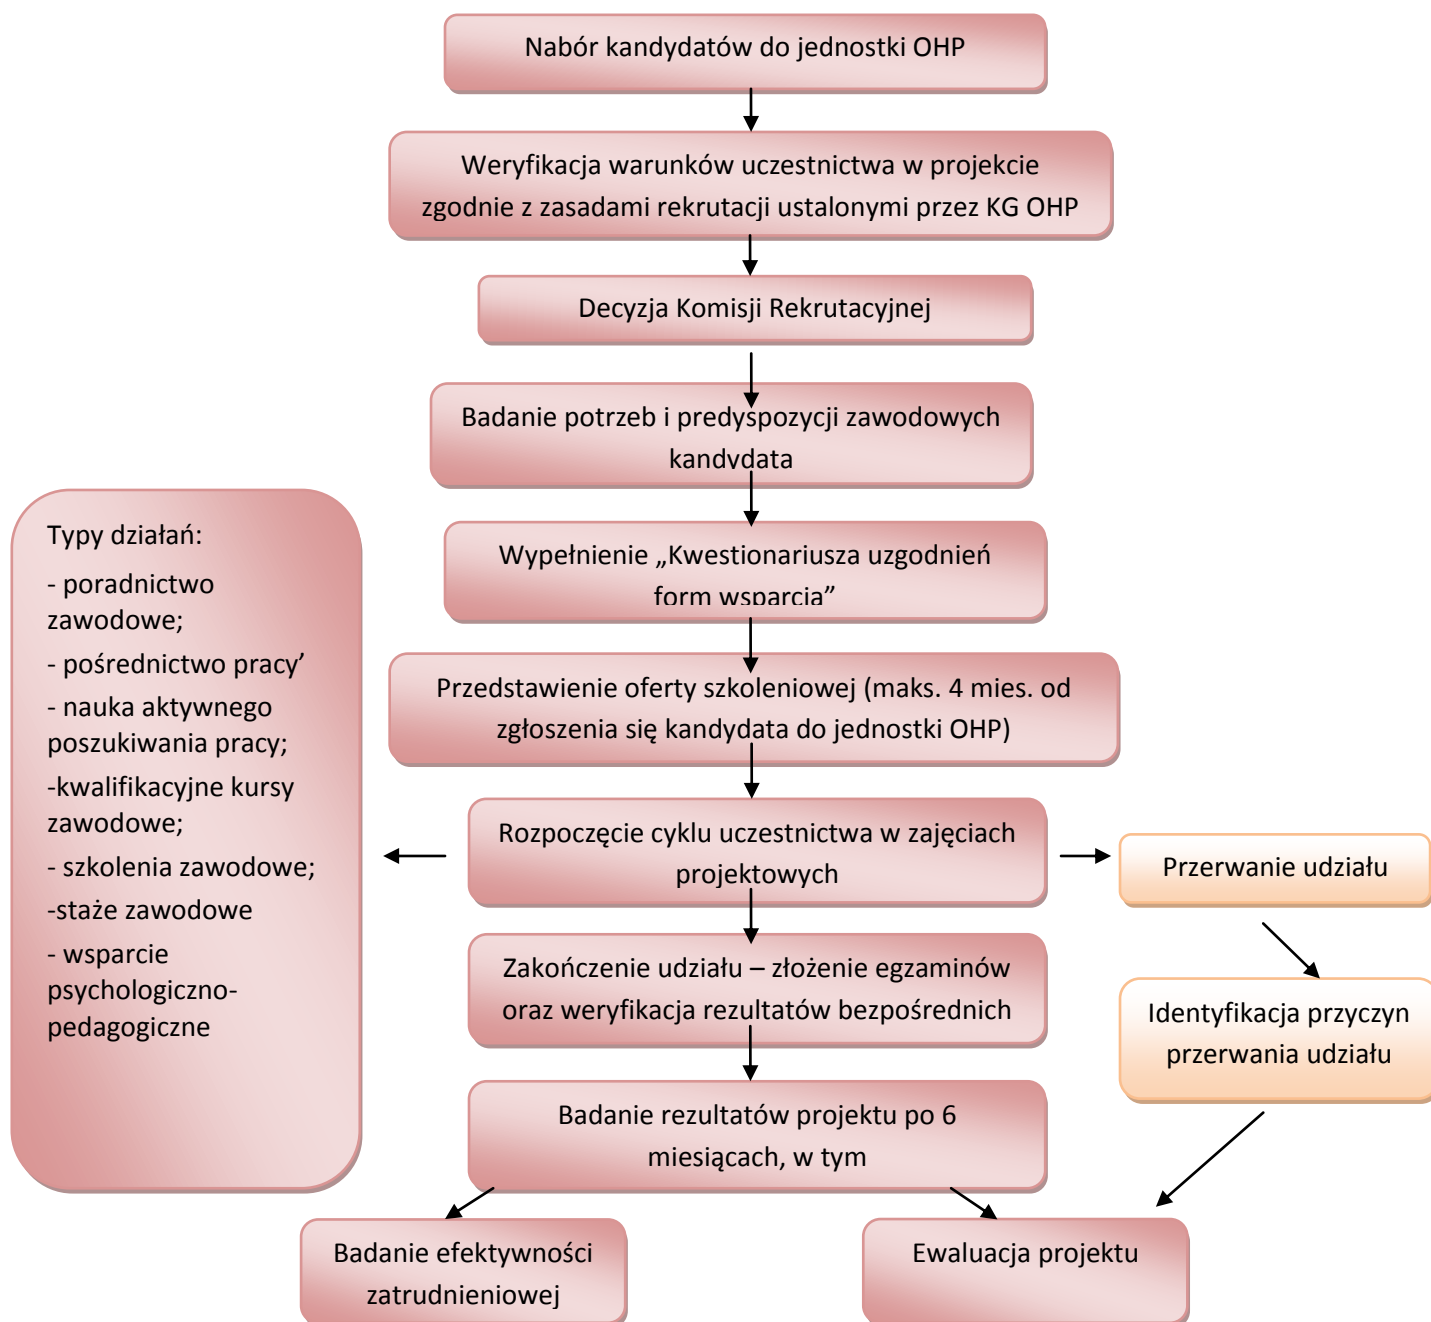 Nabór kandydatów do jednostki OHP
Weryfikacja warunków uczestnictwa w projekcie
zgodnie z zasadami rekrutacji ustalonymi przez KG OHP
Decyzja Komisji Rekrutacyjnej
Badanie potrzeb i predyspozycji zawodowych
kandydata
Wypełnienie „Kwestionariusza uzgodnień
form wsparcia”
Przedstawienie oferty szkoleniowej (maks. 4 mies. od
zgłoszenia się kandydata do jednostki OHP)
Typy działań:
- poradnictwo
zawodowe;
- pośrednictwo pracy’
- nauka aktywnego
poszukiwania pracy;
-kwalifikacyjne kursy
zawodowe;
- szkolenia zawodowe;
-staże zawodowe
- wsparcie
psychologiczno-
pedagogiczne
Rozpoczęcie cyklu uczestnictwa w zajęciach
projektowych
Przerwanie udziału
Zakończenie udziału – złożenie egzaminów
oraz weryfikacja rezultatów bezpośrednich
Identyfikacja przyczyn
przerwania udziału
Badanie rezultatów projektu po 6
miesiącach, w tym
Badanie efektywności
zatrudnieniowej
Ewaluacja projektu